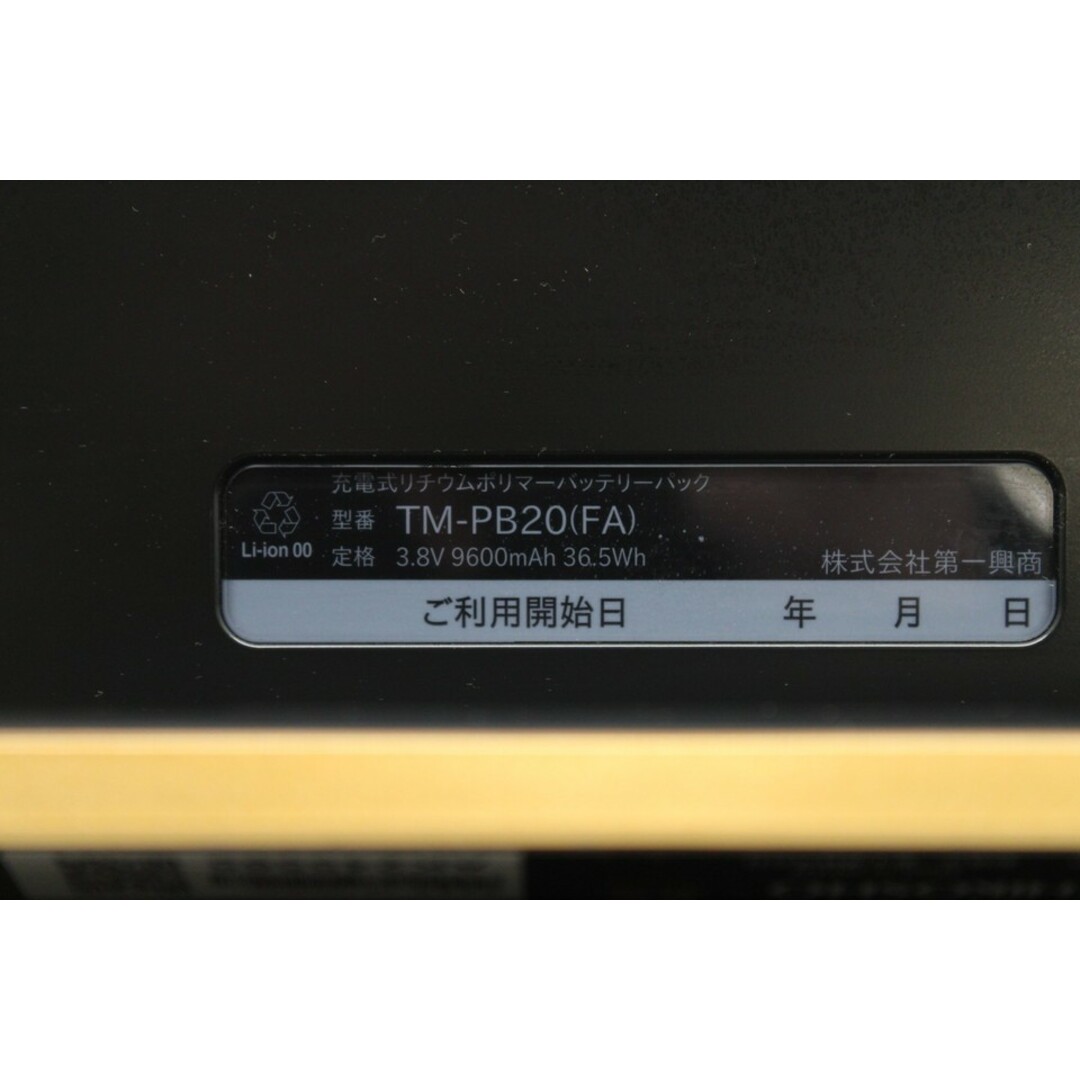 充電式リチウムポリマーバッテリーパック
型番 TM-PB20(FA)
Li-ion 00
定格 3.8V 9600mAh 36.5Wh
株式会社第一興商
ご利用開始日 年 月 日